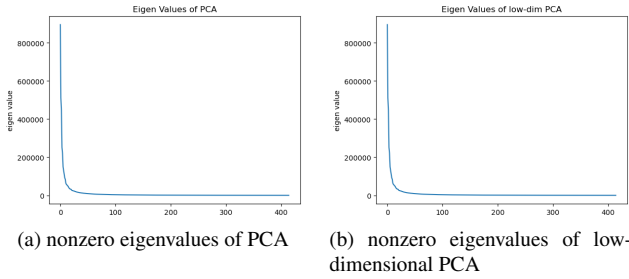 Eigen Values of PCA
800000
600000
400000
200000
0
eigen value
0 100 200 300 400
(a) nonzero eigenvalues of PCA
Eigen Values of low-dim PCA
800000
600000
400000
200000
0
eigen value
0 100 200 300 400
(b) nonzero eigenvalues of low-
dimensional PCA